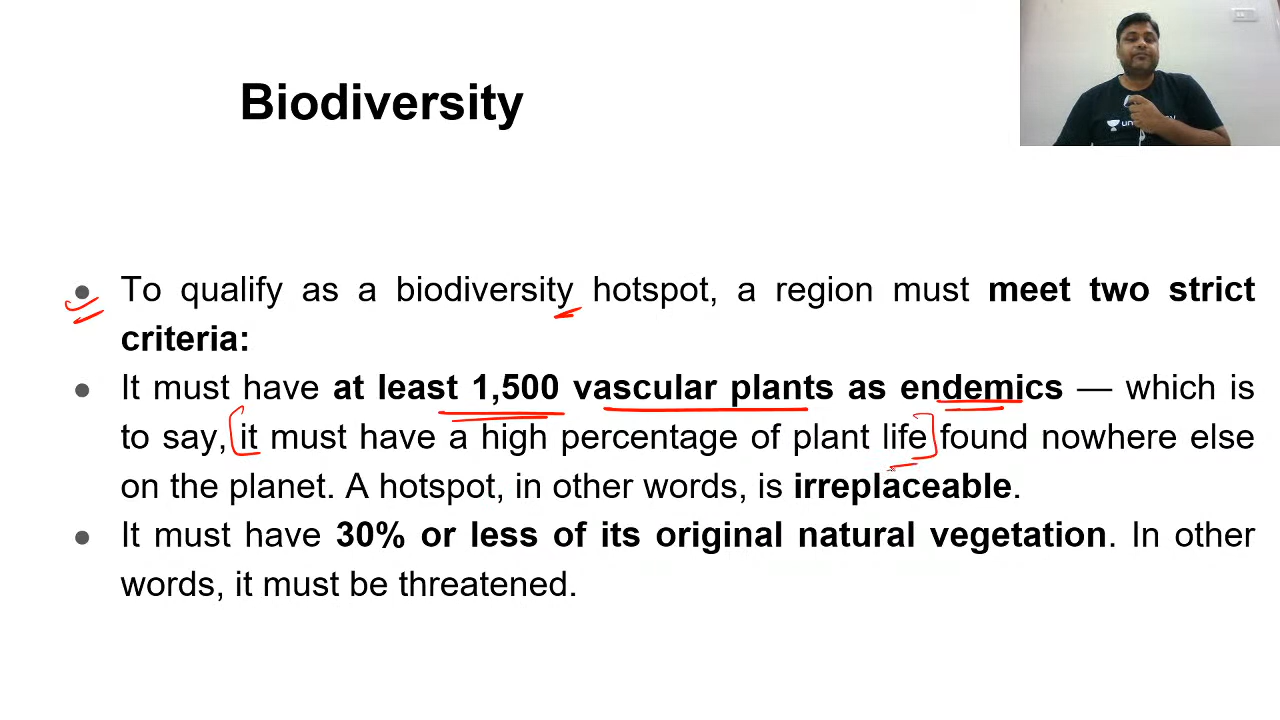 Biodiversity
● To qualify as a biodiversity hotspot, a region must meet two strict
criteria:
● It must have at least 1,500 vascular plants as endemics — which is
to say, it must have a high percentage of plant life found nowhere else
on the planet. A hotspot, in other words, is irreplaceable.
● It must have 30% or less of its original natural vegetation. In other
words, it must be threatened.